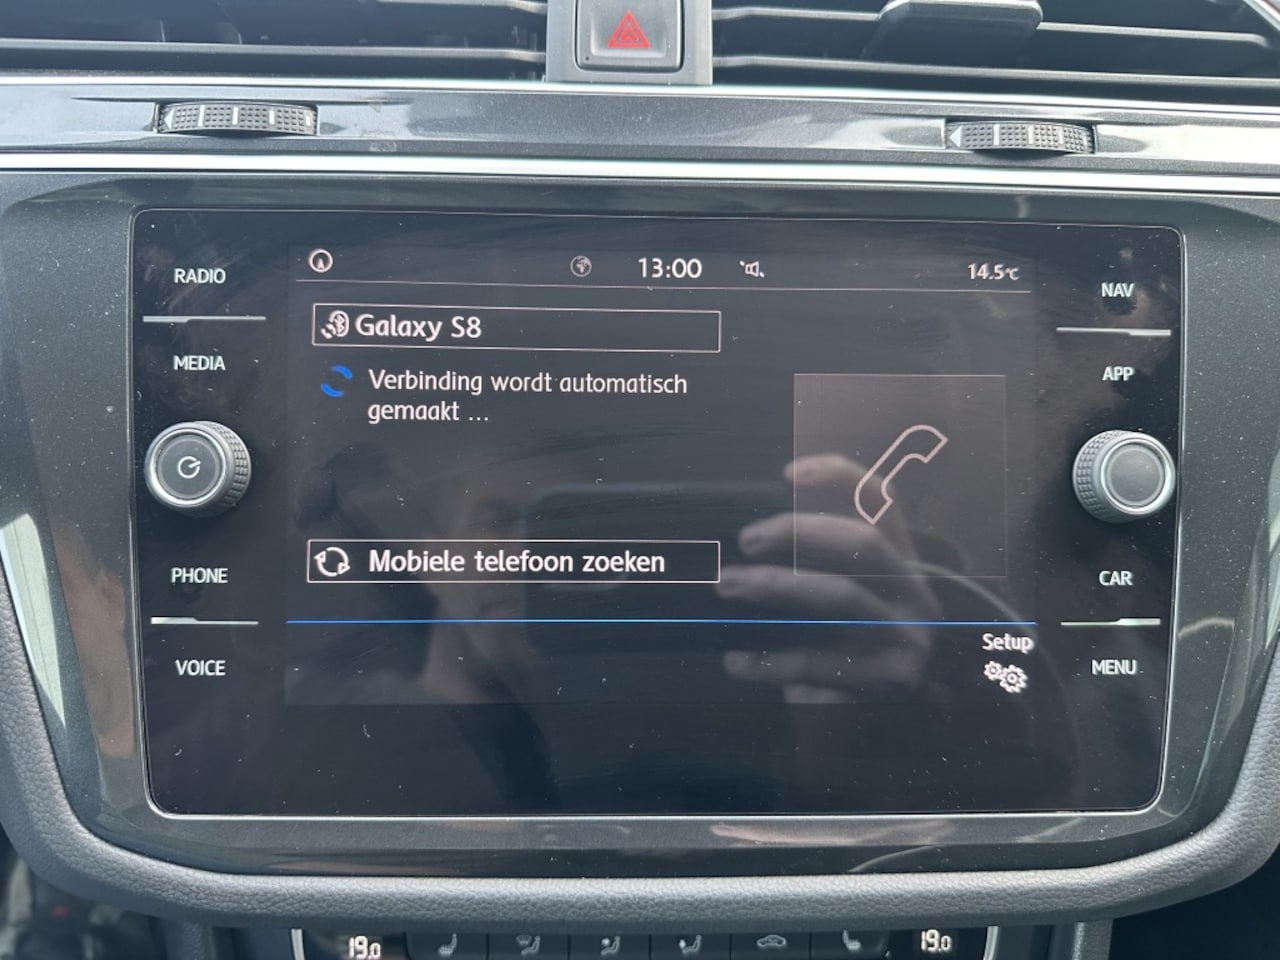 RADIO
MEDIA
PHONE
VOICE
13:00
14.5°C
Galaxy S8
Verbinding wordt automatisch
gemaakt ...
Mobiele telefoon zoeken
Setup
NAV
APP
CAR
MENU
19.0
19.0